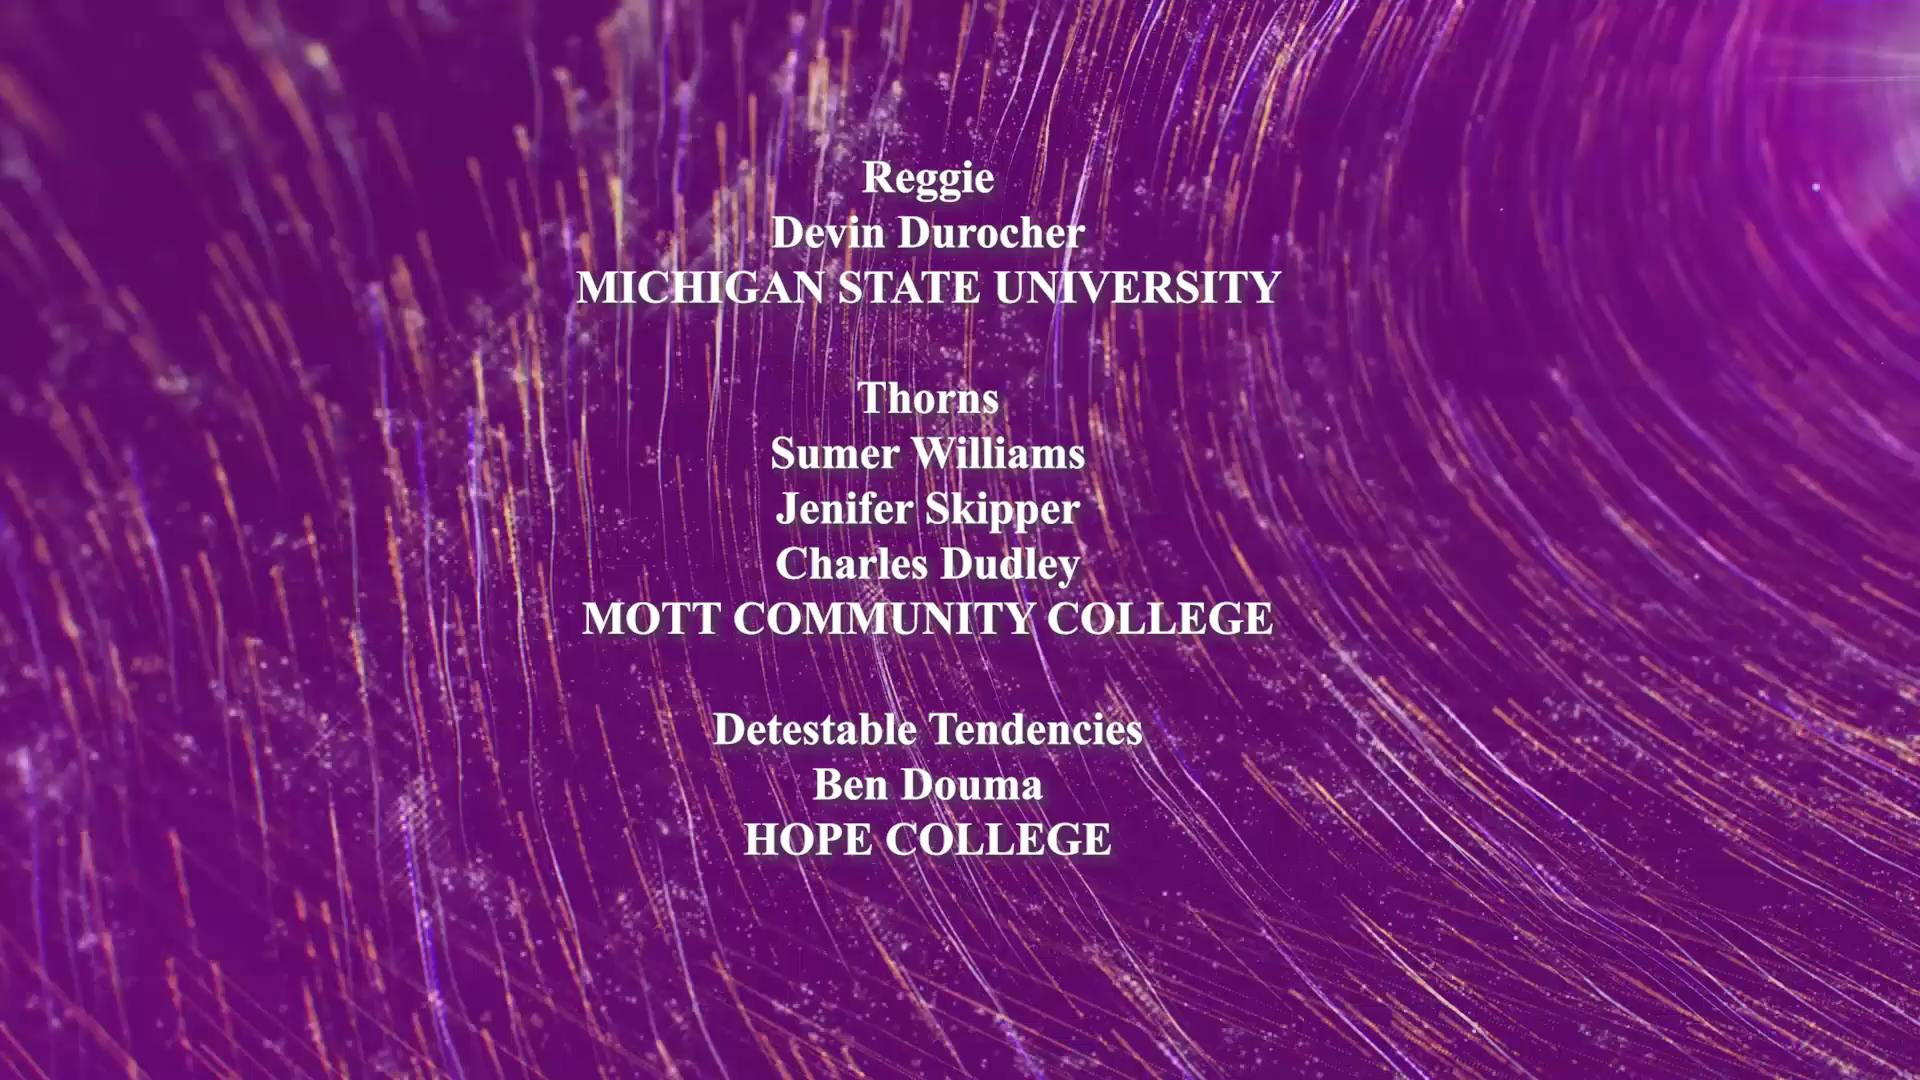 Reggie
Devin Durocher
MICHIGAN STATE UNIVERSITY
Thorns
Sumer Williams
Jenifer Skipper
Charles Dudley
MOTT COMMUNITY COLLEGE
Detestable Tendencies
Ben Douma
HOPE COLLEGE